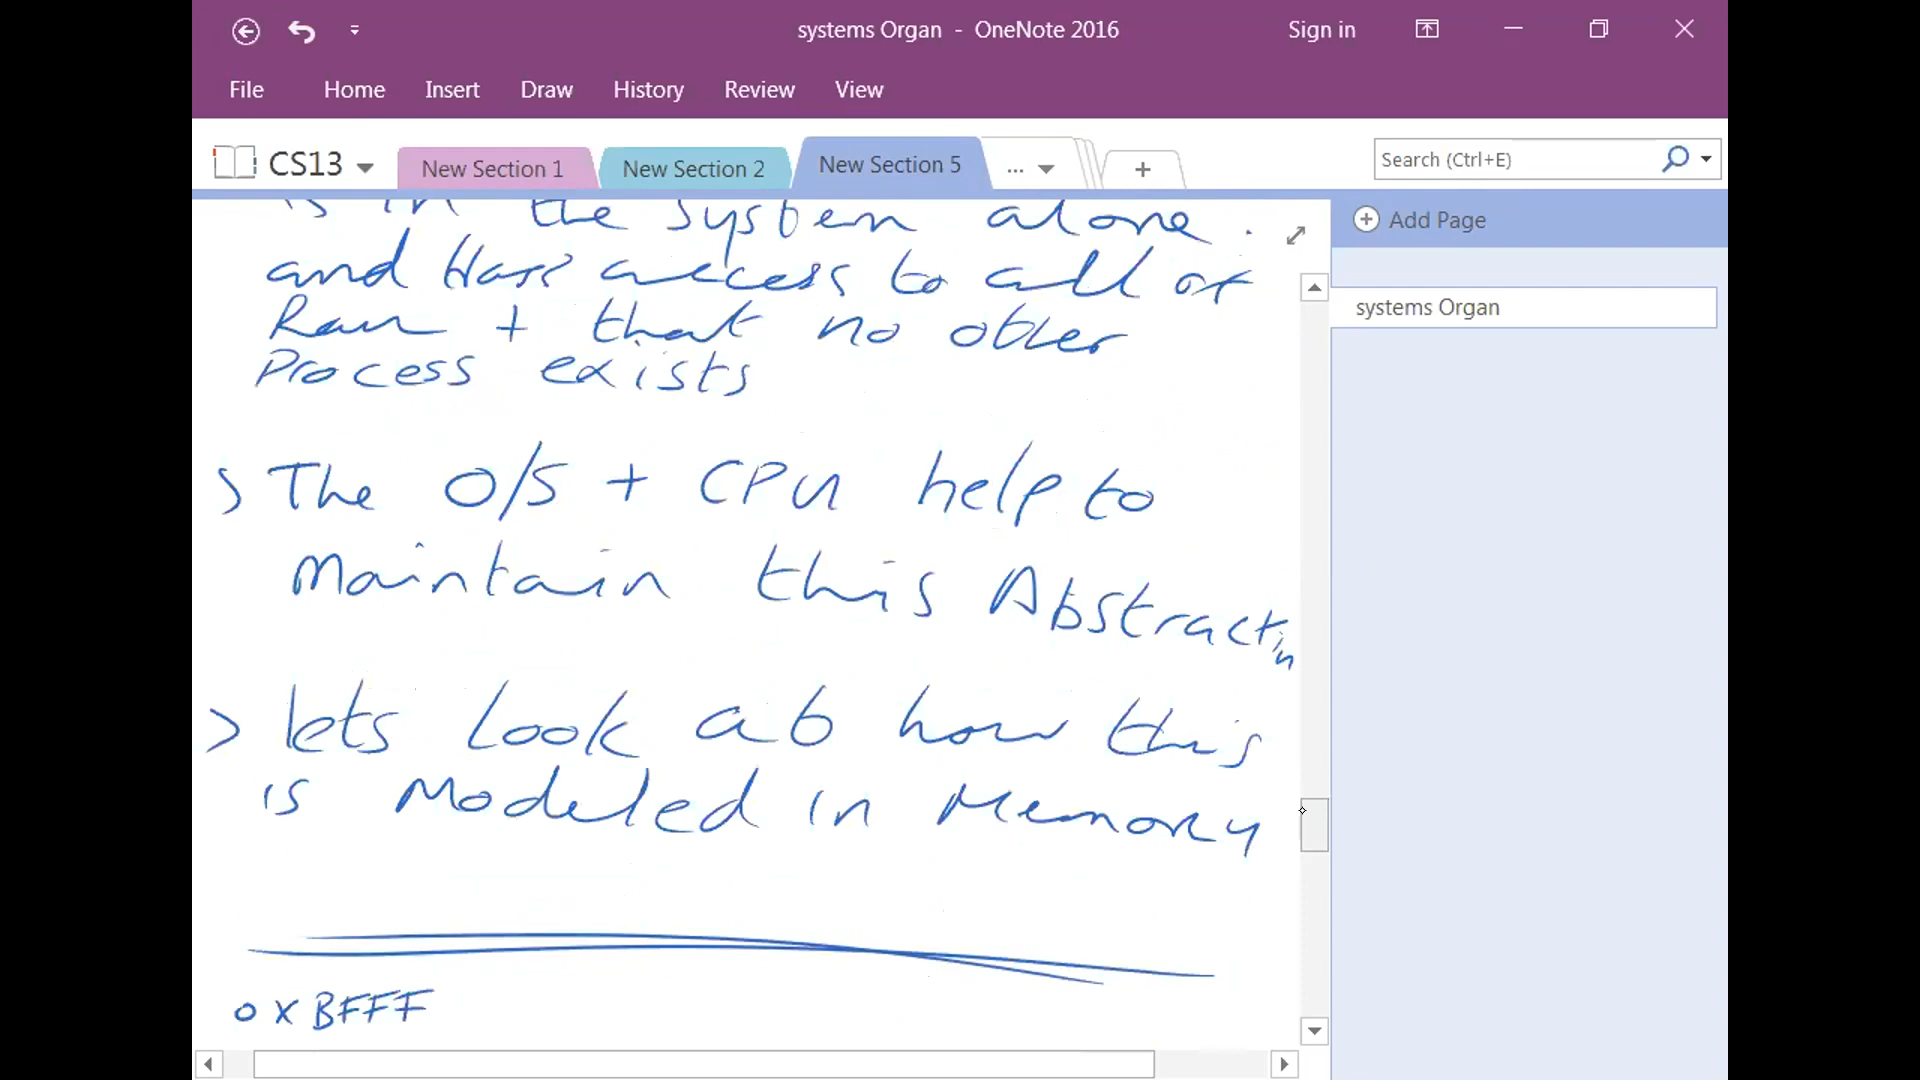 systems Organ - OneNote 2016
Sign in
File Home Insert Draw History Review View
CS13
New Section 1
New Section 2
New Section 5
...
Search (Ctrl+E)
Add Page
systems Organ
is in the system alone.
and Has access to all of
Ram + that no other
Process exists
> The O/S + CPU help to
Maintain this Abstractin
> lets Look at how this
is Modeled in Memory
0xBFFF